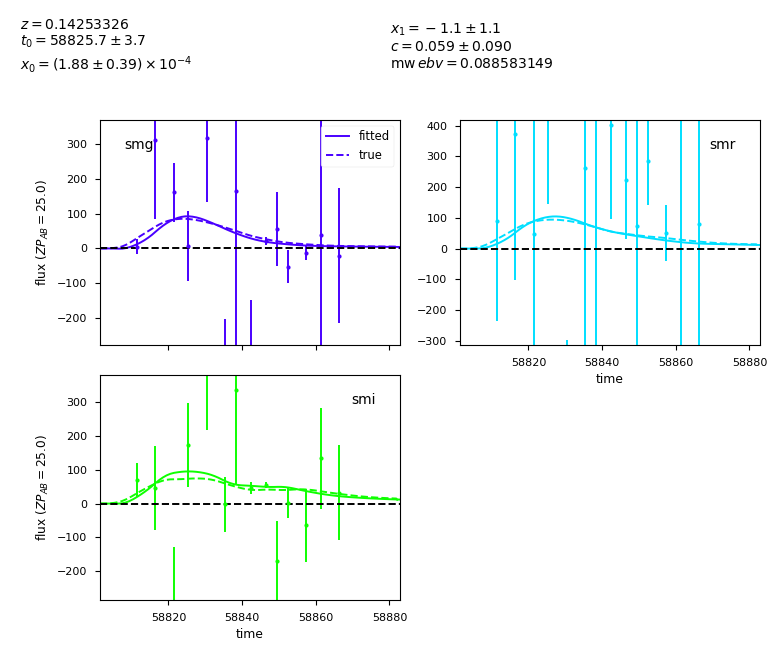 z = 0.14253326
t₀ = 58825.7 ± 3.7
x₀ = (1.88 ± 0.39) × 10⁻⁴
x₁ = −1.1 ± 1.1
c = 0.059 ± 0.090
mw ebv = 0.088583149
smg
fitted
true
300
200
100
0
−100
−200
flux (ZP_AB = 25.0)
smr
400
300
200
100
0
−100
−200
−300
58820 58840 58860 58880
time
smi
300
200
100
0
−100
−200
flux (ZP_AB = 25.0)
58820 58840 58860 58880
time